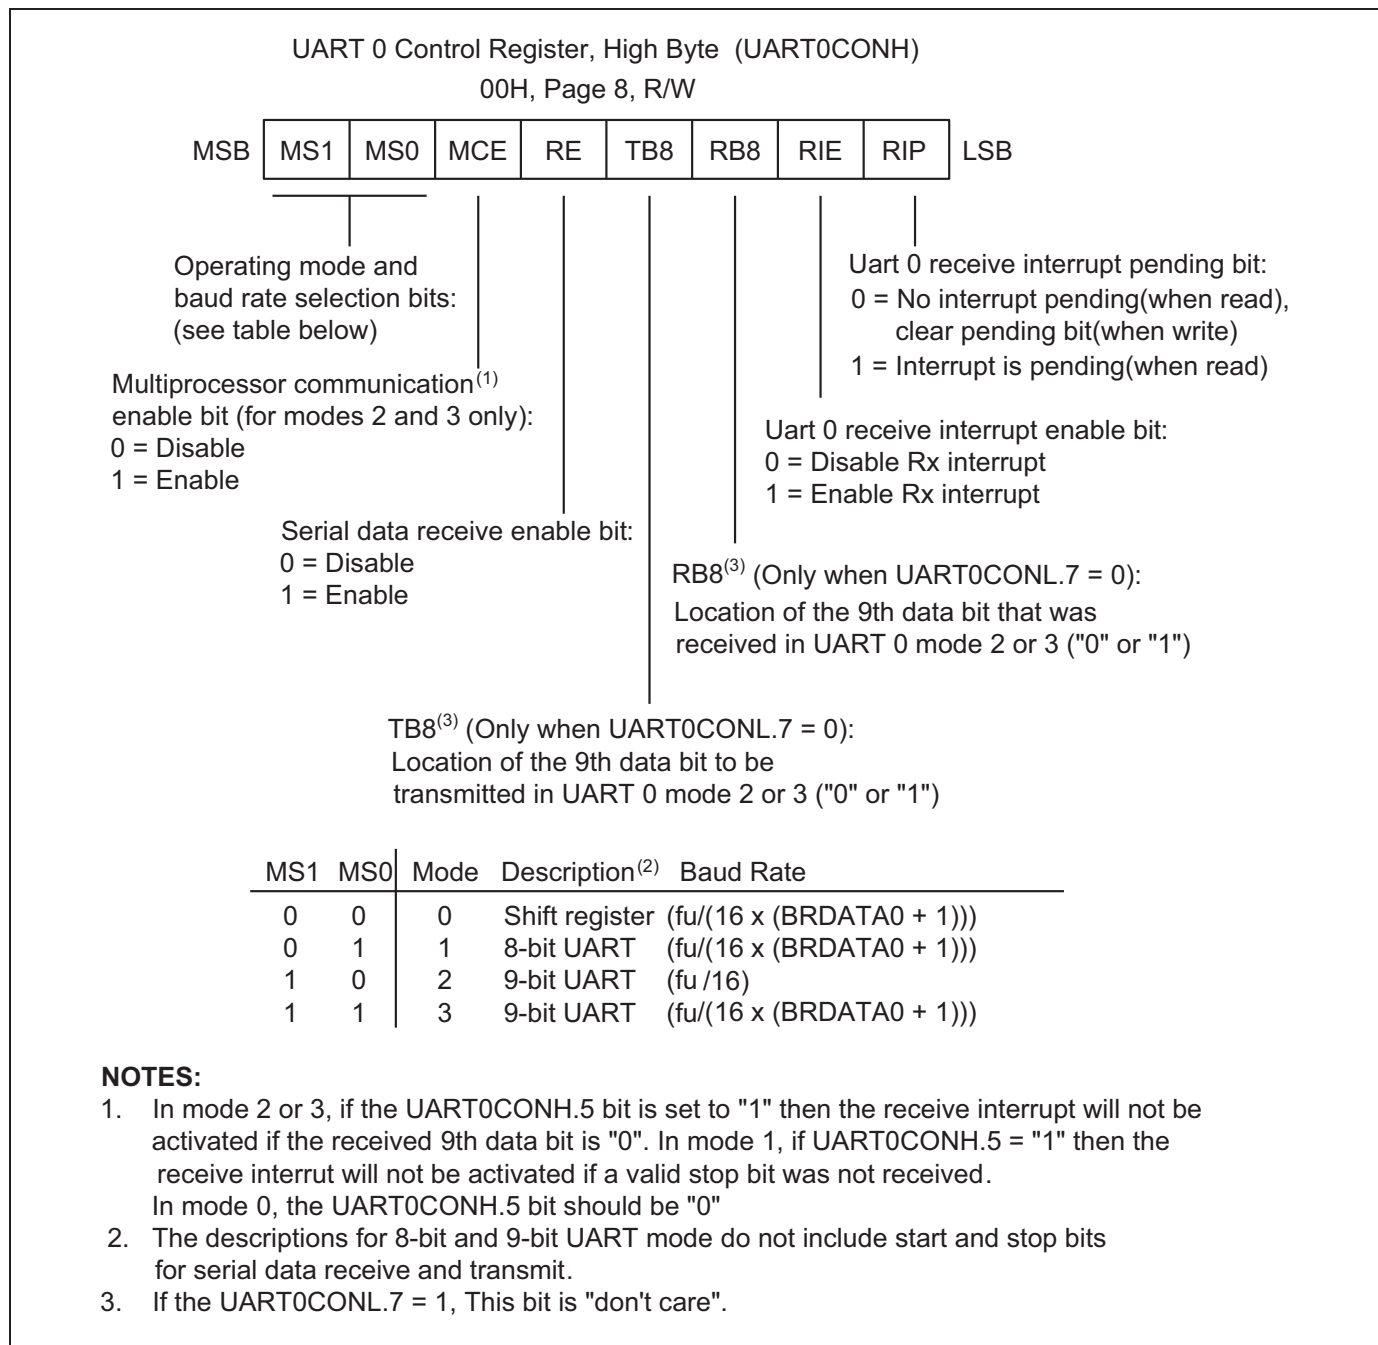 UART 0 Control Register, High Byte (UART0CONH)
00H, Page 8, R/W
MSB MS1 MS0 MCE RE TB8 RB8 RIE RIP LSB
Operating mode and
baud rate selection bits:
(see table below)
Uart 0 receive interrupt pending bit:
0 = No interrupt pending(when read),
clear pending bit(when write)
1 = Interrupt is pending(when read)
Multiprocessor communication(1)
enable bit (for modes 2 and 3 only):
0 = Disable
1 = Enable
Uart 0 receive interrupt enable bit:
0 = Disable Rx interrupt
1 = Enable Rx interrupt
Serial data receive enable bit:
0 = Disable
1 = Enable
RB8(3) (Only when UART0CONL.7 = 0):
Location of the 9th data bit that was
received in UART 0 mode 2 or 3 ("0" or "1")
TB8(3) (Only when UART0CONL.7 = 0):
Location of the 9th data bit to be
transmitted in UART 0 mode 2 or 3 ("0" or "1")
MS1 MS0 Mode Description(2) Baud Rate
0 0 0 Shift register (fu/(16 x (BRDATA0 + 1)))
0 1 1 8-bit UART (fu/(16 x (BRDATA0 + 1)))
1 0 2 9-bit UART (fu /16)
1 1 3 9-bit UART (fu/(16 x (BRDATA0 + 1)))
NOTES:
1. In mode 2 or 3, if the UART0CONH.5 bit is set to "1" then the receive interrupt will not be
activated if the received 9th data bit is "0". In mode 1, if UART0CONH.5 = "1" then the
receive interrut will not be activated if a valid stop bit was not received.
In mode 0, the UART0CONH.5 bit should be "0"
2. The descriptions for 8-bit and 9-bit UART mode do not include start and stop bits
for serial data receive and transmit.
3. If the UART0CONL.7 = 1, This bit is "don't care".